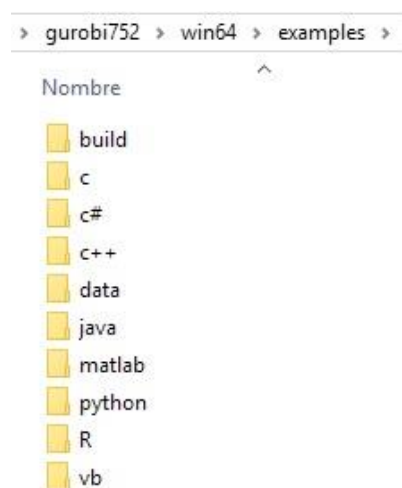 > gurobi752 > win64 > examples >
Nombre
build
c
c#
c++
data
java
matlab
python
R
vb